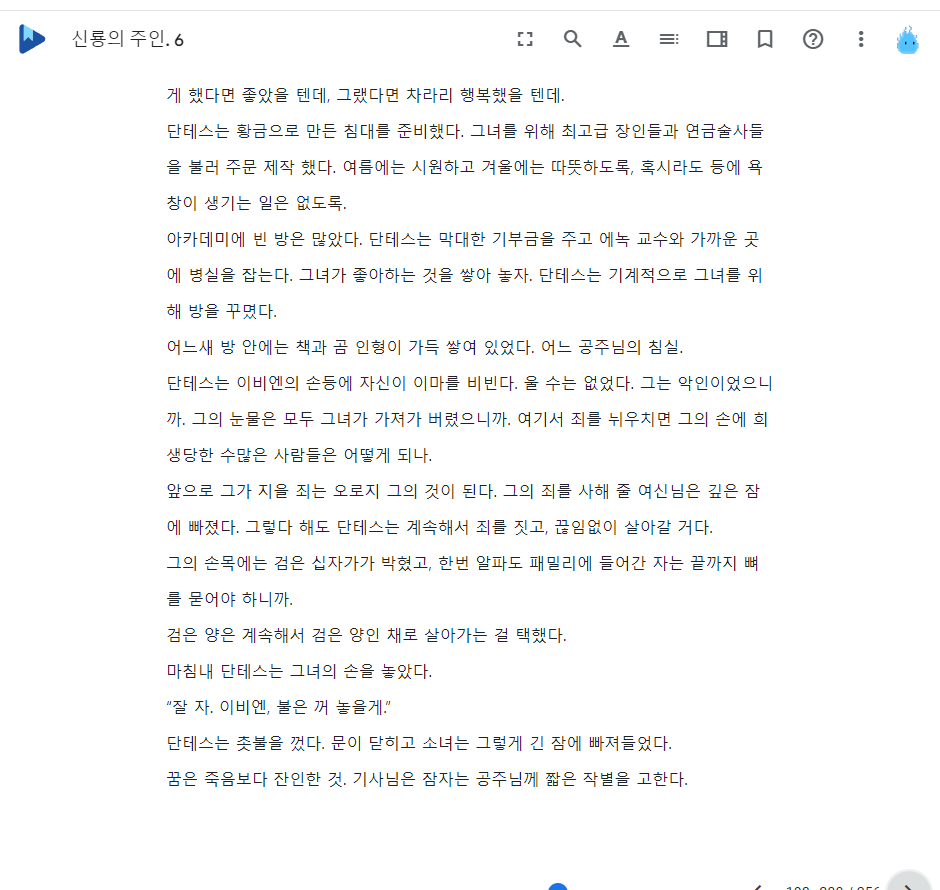 신룡의 주인. 6
게 했다면 좋았을 텐데, 그랬다면 차라리 행복했을 텐데.
단테스는 황금으로 만든 침대를 준비했다. 그녀를 위해 최고급 장인들과 연금술사들
을 불러 주문 제작 했다. 여름에는 시원하고 겨울에는 따뜻하도록, 혹시라도 등에 욕
창이 생기는 일은 없도록.
아카데미에 빈 방은 많았다. 단테스는 막대한 기부금을 주고 에녹 교수와 가까운 곳
에 병실을 잡는다. 그녀가 좋아하는 것을 쌓아 놓자. 단테스는 기계적으로 그녀를 위
해 방을 꾸몄다.
어느새 방 안에는 책과 곰 인형이 가득 쌓여 있었다. 어느 공주님의 침실.
단테스는 이비엔의 손등에 자신이 이마를 비빈다. 울 수는 없었다. 그는 악인이었으니
까. 그의 눈물은 모두 그녀가 가져가 버렸으니까. 여기서 죄를 뉘우치면 그의 손에 희
생당한 수많은 사람들은 어떻게 되나.
앞으로 그가 지을 죄는 오로지 그의 것이 된다. 그의 죄를 사해 줄 여신님은 깊은 잠
에 빠졌다. 그렇다 해도 단테스는 계속해서 죄를 짓고, 끊임없이 살아갈 거다.
그의 손목에는 검은 십자가가 박혔고, 한번 알파도 패밀리에 들어간 자는 끝까지 뼈
를 묻어야 하니까.
검은 양은 계속해서 검은 양인 채로 살아가는 걸 택했다.
마침내 단테스는 그녀의 손을 놓았다.
“잘 자. 이비엔, 불은 꺼 놓을게.”
단테스는 촛불을 껐다. 문이 닫히고 소녀는 그렇게 긴 잠에 빠져들었다.
꿈은 죽음보다 잔인한 것. 기사님은 잠자는 공주님께 짧은 작별을 고한다.